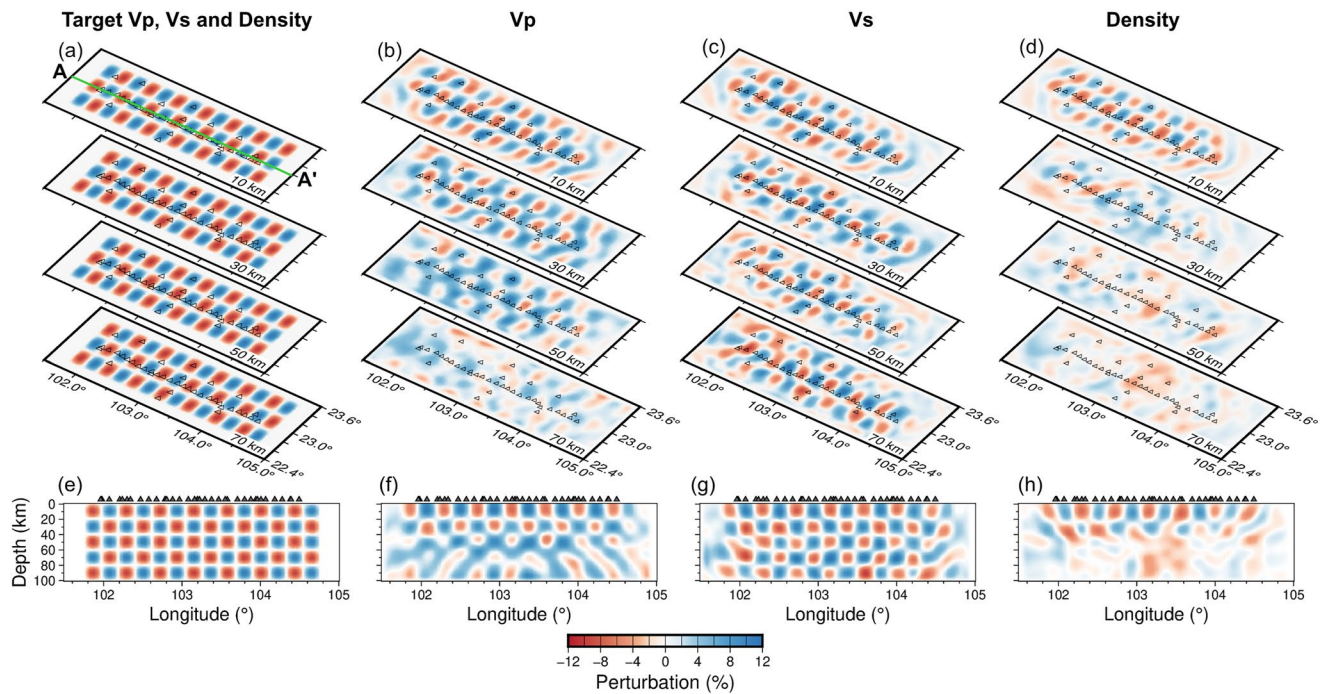 Target Vp, Vs and Density
Vp
Vs
Density
(a)
(b)
(c)
(d)
A
A'
10 km
10 km
10 km
10 km
30 km
30 km
30 km
30 km
50 km
50 km
50 km
50 km
70 km
70 km
70 km
70 km
102.0°
103.0°
104.0°
105.0°
23.6°
23.0°
22.4°
102.0°
103.0°
104.0°
105.0°
23.6°
23.0°
22.4°
102.0°
103.0°
104.0°
105.0°
23.6°
23.0°
22.4°
102.0°
103.0°
104.0°
105.0°
23.6°
23.0°
22.4°
(e)
(f)
(g)
(h)
Depth (km)
0
20
40
60
80
100
102 103 104 105
102 103 104 105
102 103 104 105
102 103 104 105
Longitude (°)
Longitude (°)
Longitude (°)
Longitude (°)
−12 −8 −4 0 4 8 12
Perturbation (%)